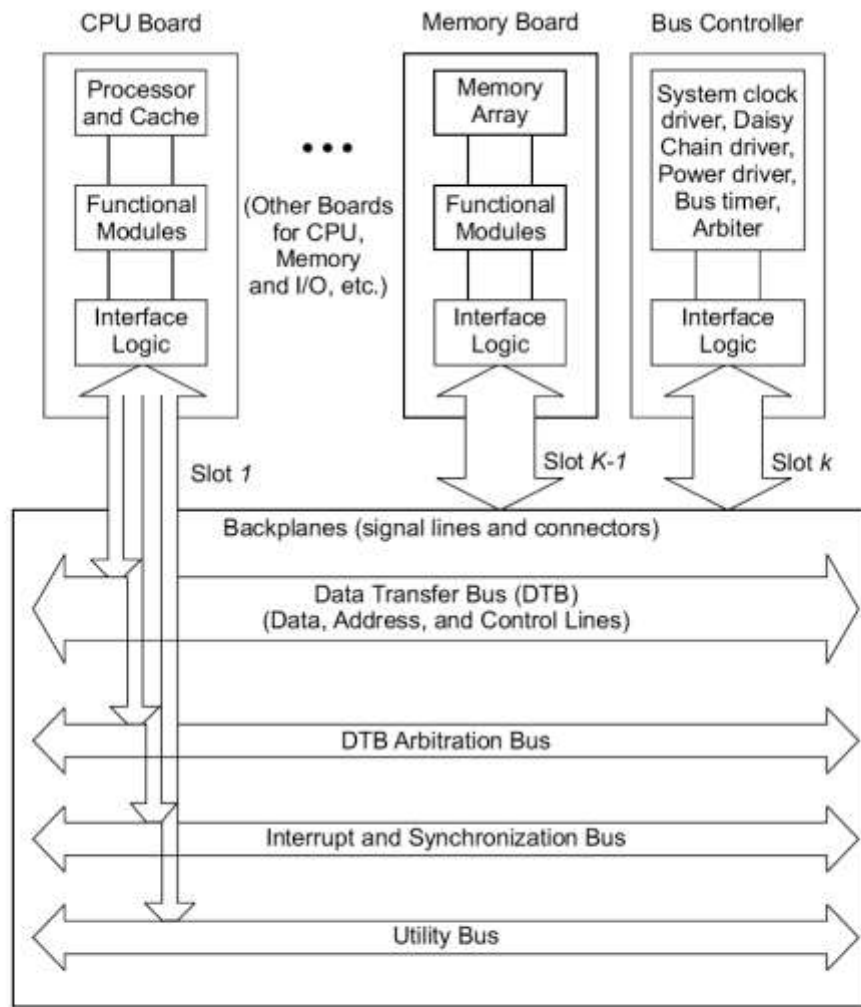 CPU Board
Memory Board
Bus Controller
Processor
and Cache
Functional
Modules
Interface
Logic
• • •
(Other Boards
for CPU,
Memory
and I/O, etc.)
Memory
Array
Functional
Modules
Interface
Logic
System clock
driver, Daisy
Chain driver,
Power driver,
Bus timer,
Arbiter
Interface
Logic
Slot 1
Slot K-1
Slot k
Backplanes (signal lines and connectors)
Data Transfer Bus (DTB)
(Data, Address, and Control Lines)
DTB Arbitration Bus
Interrupt and Synchronization Bus
Utility Bus